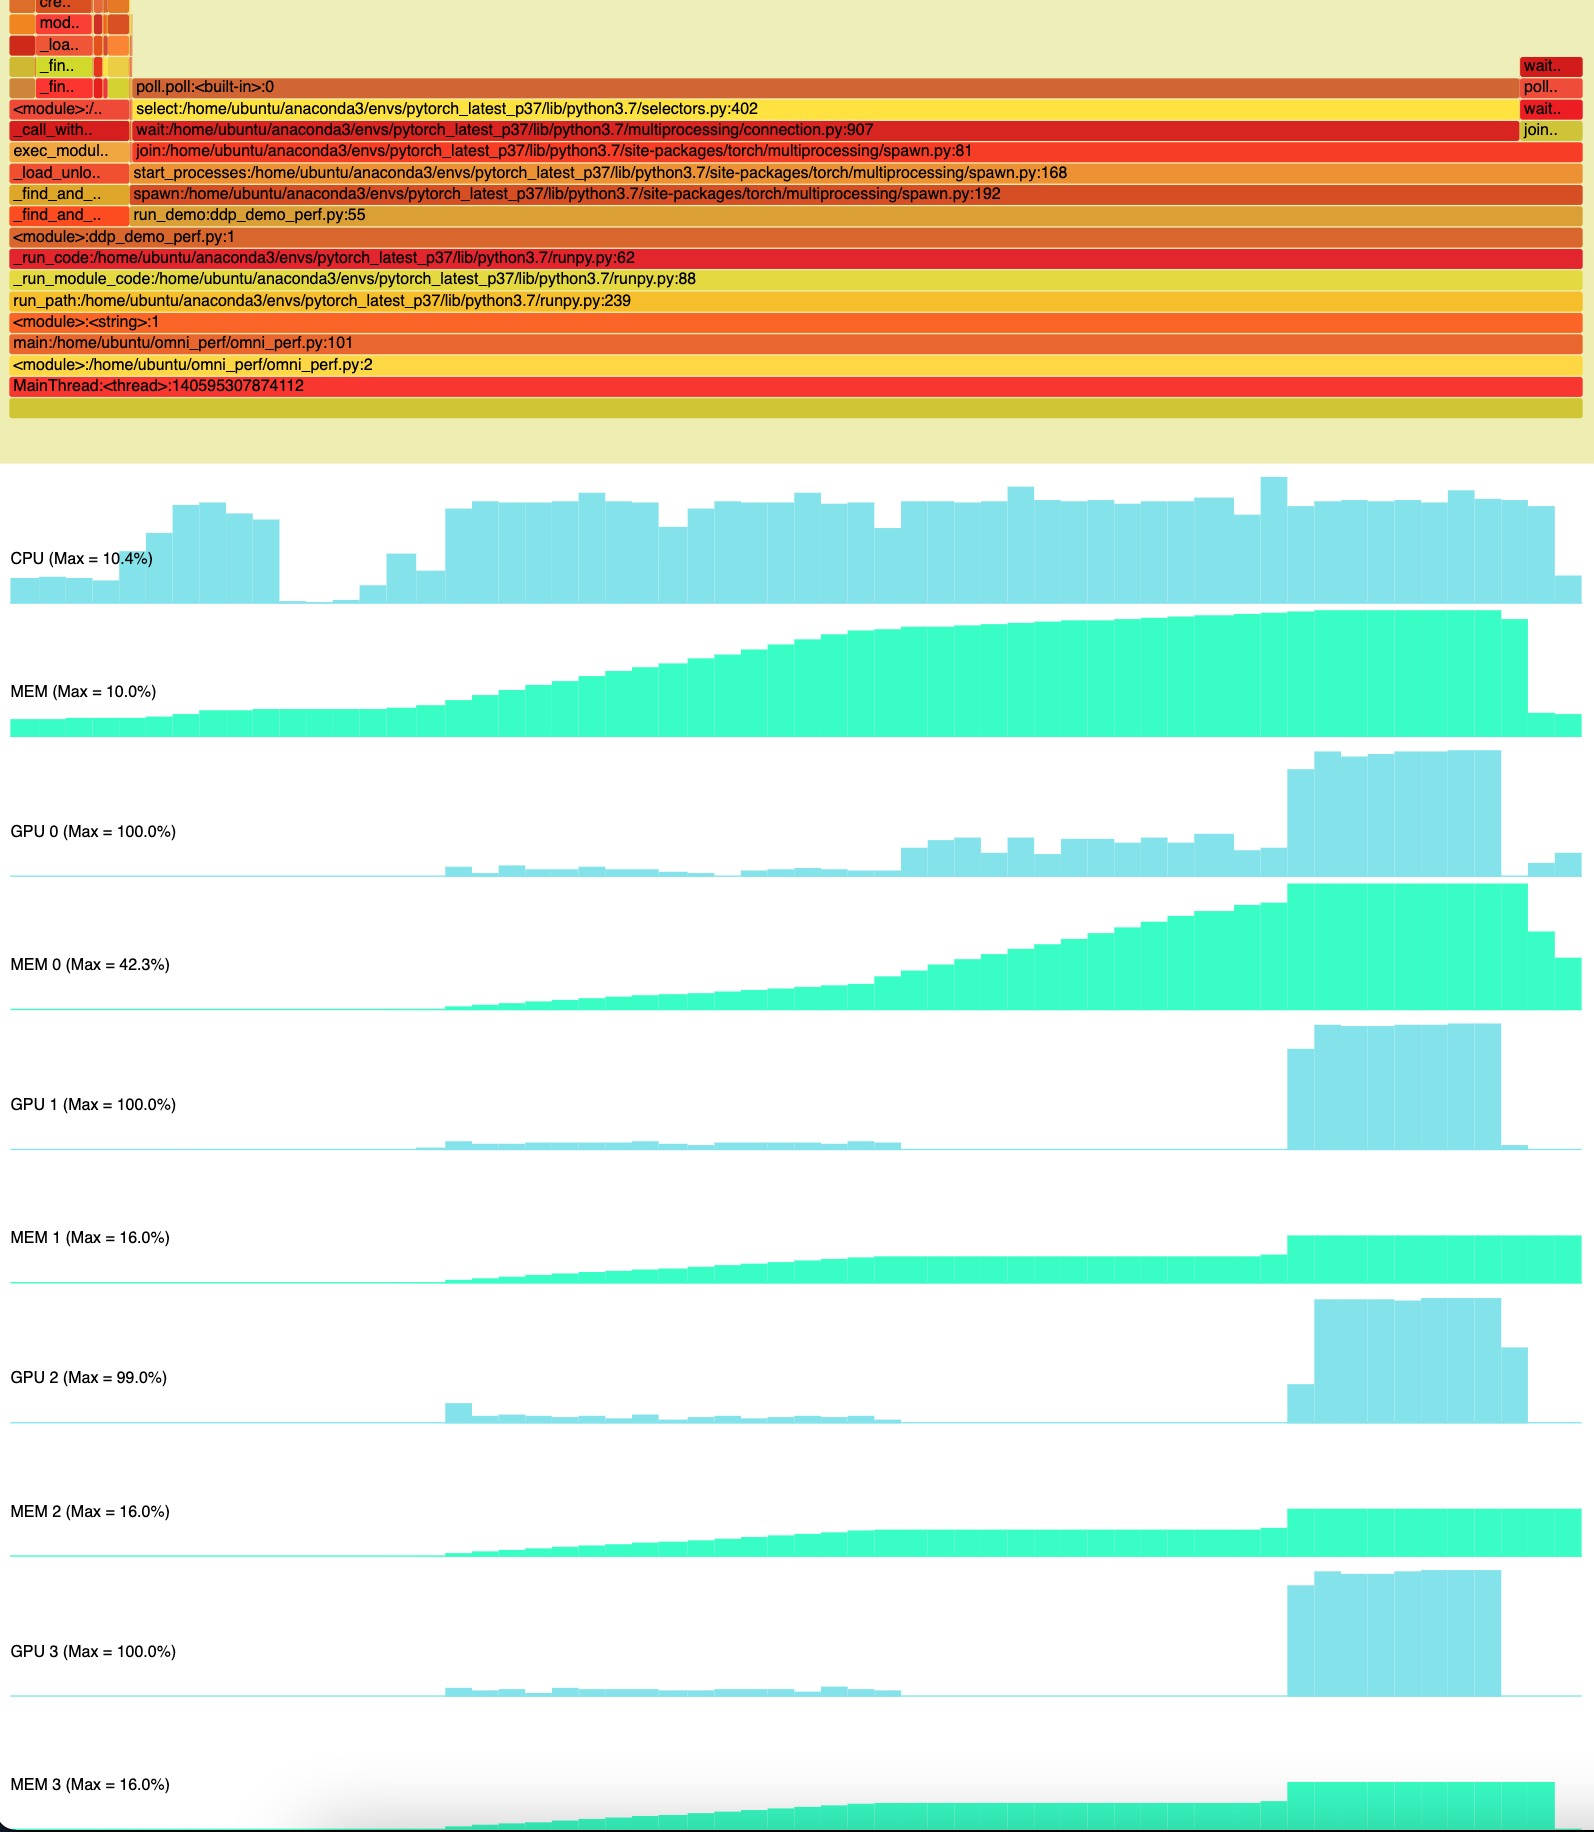 cre..
mod..
_loa..
_fin.. wait..
_fin.. poll.poll:<built-in>:0 poll..
<module>:/.. select:/home/ubuntu/anaconda3/envs/pytorch_latest_p37/lib/python3.7/selectors.py:402 wait..
_call_with.. wait:/home/ubuntu/anaconda3/envs/pytorch_latest_p37/lib/python3.7/multiprocessing/connection.py:907 join..
exec_modul.. join:/home/ubuntu/anaconda3/envs/pytorch_latest_p37/lib/python3.7/site-packages/torch/multiprocessing/spawn.py:81
_load_unlo.. start_processes:/home/ubuntu/anaconda3/envs/pytorch_latest_p37/lib/python3.7/site-packages/torch/multiprocessing/spawn.py:168
_find_and_.. spawn:/home/ubuntu/anaconda3/envs/pytorch_latest_p37/lib/python3.7/site-packages/torch/multiprocessing/spawn.py:192
_find_and_.. run_demo:ddp_demo_perf.py:55
<module>:ddp_demo_perf.py:1
_run_code:/home/ubuntu/anaconda3/envs/pytorch_latest_p37/lib/python3.7/runpy.py:62
_run_module_code:/home/ubuntu/anaconda3/envs/pytorch_latest_p37/lib/python3.7/runpy.py:88
run_path:/home/ubuntu/anaconda3/envs/pytorch_latest_p37/lib/python3.7/runpy.py:239
<module>:<string>:1
main:/home/ubuntu/omni_perf/omni_perf.py:101
<module>:/home/ubuntu/omni_perf/omni_perf.py:2
MainThread:<thread>:140595307874112
CPU (Max = 10.4%)
MEM (Max = 10.0%)
GPU 0 (Max = 100.0%)
MEM 0 (Max = 42.3%)
GPU 1 (Max = 100.0%)
MEM 1 (Max = 16.0%)
GPU 2 (Max = 99.0%)
MEM 2 (Max = 16.0%)
GPU 3 (Max = 100.0%)
MEM 3 (Max = 16.0%)